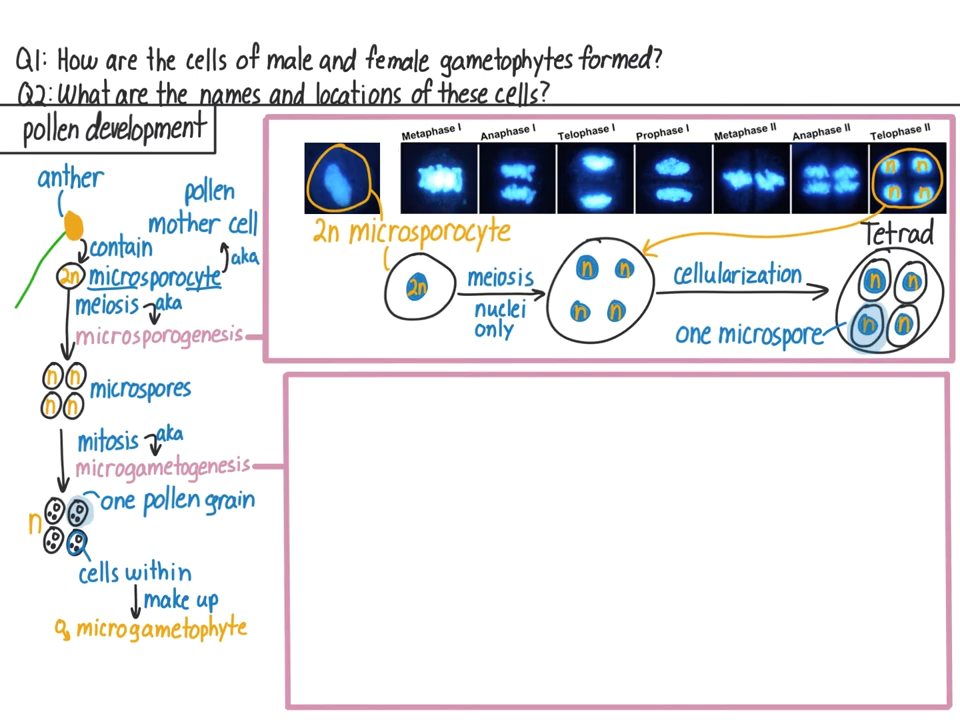 Q1: How are the cells of male and female gametophytes formed?
Q2: What are the names and locations of these cells?
pollen development
anther
pollen
mother cell
contain
aka
2n microsporocyte
meiosis aka
microsporogenesis
n n
n n
microspores
mitosis aka
microgametogenesis
one pollen grain
n
cells within
make up
microgametophyte
Metaphase I
Anaphase I
Telophase I
Prophase I
Metaphase II
Anaphase II
Telophase II
n n
n n
2n microsporocyte
2n
meiosis
nuclei
only
n n
n n
cellularization
Tetrad
n n
n n
one microspore